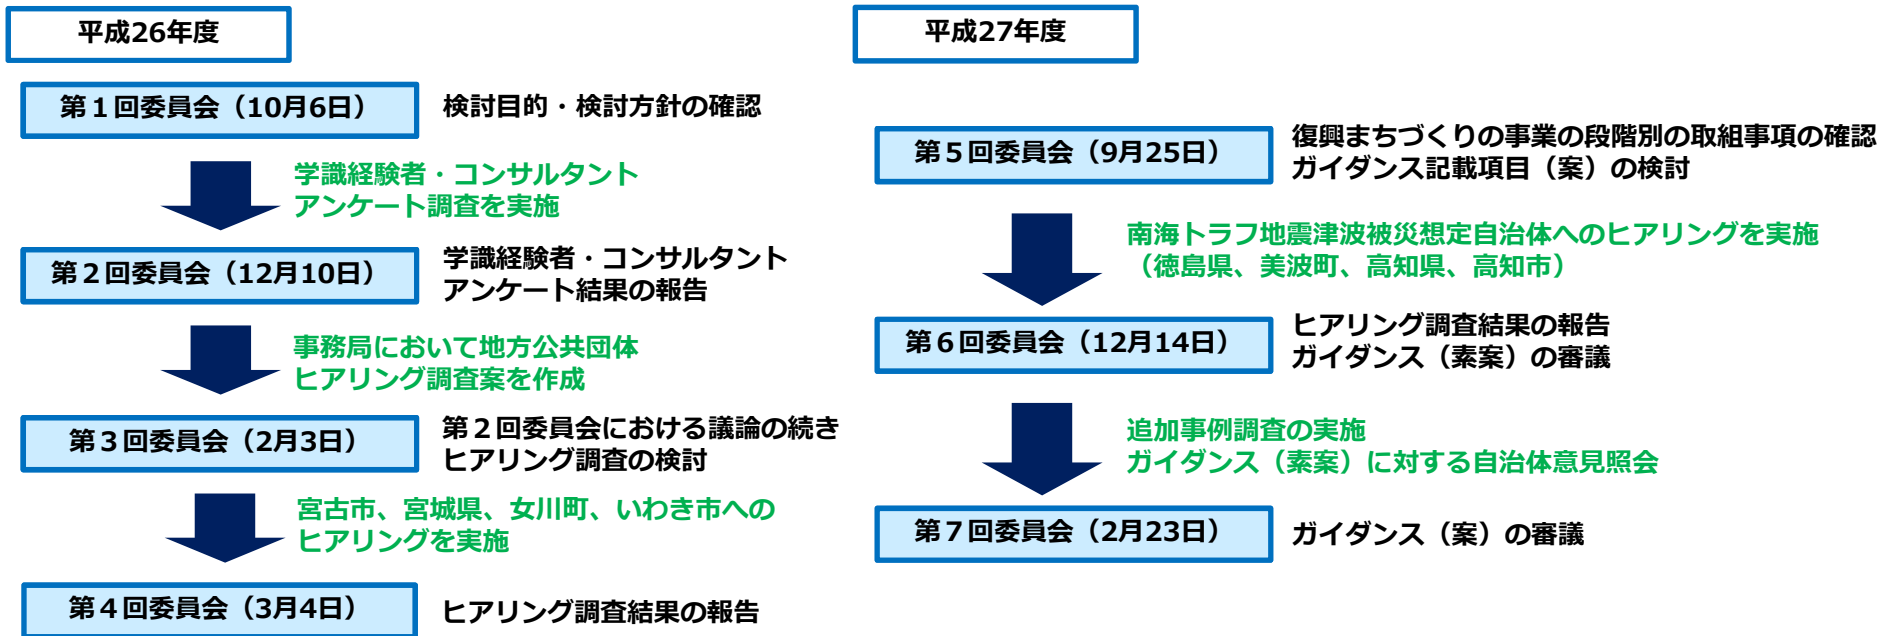 平成26年度
第１回委員会（10月6日）
検討目的・検討方針の確認
学識経験者・コンサルタント
アンケート調査を実施
第２回委員会（12月10日）
学識経験者・コンサルタント
アンケート結果の報告
事務局において地方公共団体
ヒアリング調査案を作成
第３回委員会（2月3日）
第２回委員会における議論の続き
ヒアリング調査の検討
宮古市、宮城県、女川町、いわき市への
ヒアリングを実施
第４回委員会（3月4日）
ヒアリング調査結果の報告
平成27年度
第５回委員会（9月25日）
復興まちづくりの事業の段階別の取組事項の確認
ガイダンス記載項目（案）の検討
南海トラフ地震津波被災想定自治体へのヒアリングを実施
（徳島県、美波町、高知県、高知市）
第６回委員会（12月14日）
ヒアリング調査結果の報告
ガイダンス（素案）の審議
追加事例調査の実施
ガイダンス（素案）に対する自治体意見照会
第７回委員会（2月23日）
ガイダンス（案）の審議